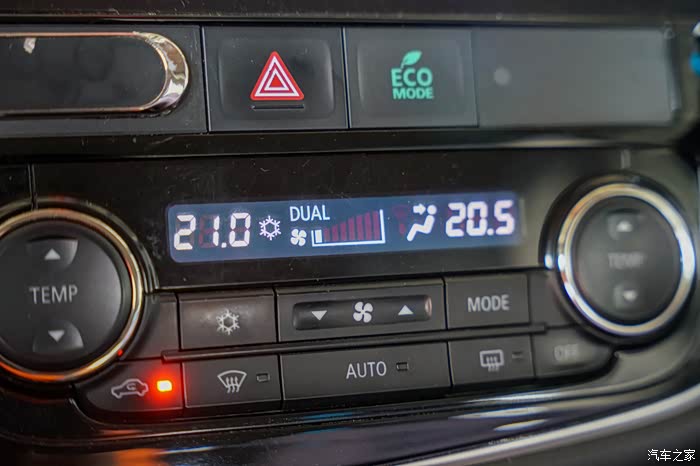 ECO
MODE
DUAL
21.0
20.5
TEMP
TEMP
MODE
AUTO
OFF
汽车之家